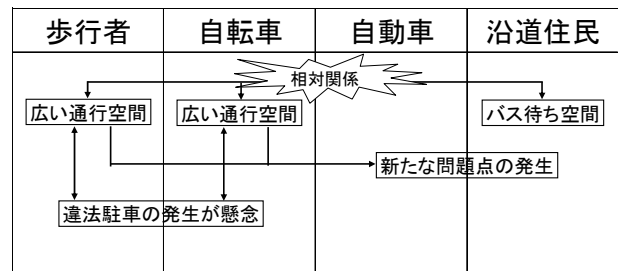 歩行者 自転車 自動車 沿道住民
相対関係
広い通行空間 広い通行空間 バス待ち空間
新たな問題点の発生
違法駐車の発生が懸念